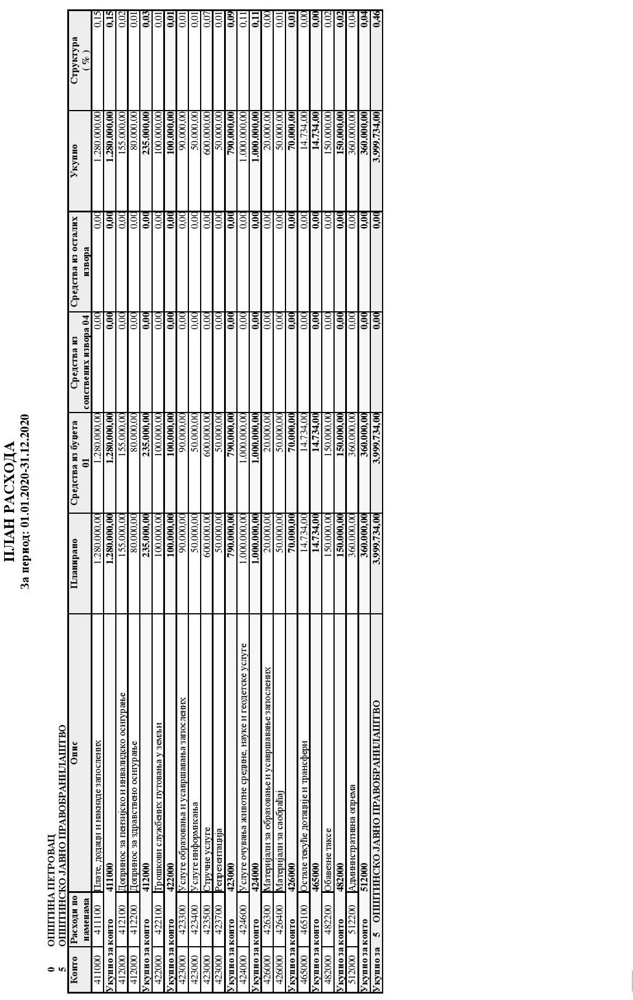 ПЛАН РАСХОДА
За период: 01.01.2020-31.12.2020
0 ОПШТИНА ПЕТРОВАЦ
5 ОПШТИНСКО ЈАВНО ПРАВОБРАНИЛАШТВО
Конто | Расходи по наменама | Опис | Планирано | Средства из буџета 01 | Средства из сопствених извора 04 | Средства из осталих извора | Укупно | Структура ( % )
411000 411100 Плате, додаци и накнаде запослених 1.280.000,00 1.280.000,00 0,00 0,00 1.280.000,00 0,15
Укупно за конто 411000 1.280.000,00 1.280.000,00 0,00 0,00 1.280.000,00 0,15
412000 412100 Допринос за пензијско и инвалидско осигурање 155.000,00 155.000,00 0,00 0,00 155.000,00 0,02
412000 412200 Допринос за здравствено осигурање 80.000,00 80.000,00 0,00 0,00 80.000,00 0,01
Укупно за конто 412000 235.000,00 235.000,00 0,00 0,00 235.000,00 0,03
422000 422100 Трошкови службених путовања у земљи 100.000,00 100.000,00 0,00 0,00 100.000,00 0,01
Укупно за конто 422000 100.000,00 100.000,00 0,00 0,00 100.000,00 0,01
423000 423300 Услуге образовања и усавршавања запослених 90.000,00 90.000,00 0,00 0,00 90.000,00 0,01
423000 423400 Услуге информисања 50.000,00 50.000,00 0,00 0,00 50.000,00 0,01
423000 423500 Стручне услуге 600.000,00 600.000,00 0,00 0,00 600.000,00 0,07
423000 423700 Репрезентација 50.000,00 50.000,00 0,00 0,00 50.000,00 0,01
Укупно за конто 423000 790.000,00 790.000,00 0,00 0,00 790.000,00 0,09
424000 424600 Услуге очувања животне средине, науке и геодетске услуге 1.000.000,00 1.000.000,00 0,00 0,00 1.000.000,00 0,11
Укупно за конто 424000 1.000.000,00 1.000.000,00 0,00 0,00 1.000.000,00 0,11
426000 426300 Материјали за образовање и усавршавање запослених 20.000,00 20.000,00 0,00 0,00 20.000,00 0,00
426000 426400 Материјали за саобраћај 50.000,00 50.000,00 0,00 0,00 50.000,00 0,01
Укупно за конто 426000 70.000,00 70.000,00 0,00 0,00 70.000,00 0,01
465000 465100 Остале текуће дотације и трансфери 14.734,00 14.734,00 0,00 0,00 14.734,00 0,00
Укупно за конто 465000 14.734,00 14.734,00 0,00 0,00 14.734,00 0,00
482000 482200 Обавезне таксе 150.000,00 150.000,00 0,00 0,00 150.000,00 0,02
Укупно за конто 482000 150.000,00 150.000,00 0,00 0,00 150.000,00 0,02
512000 512200 Административна опрема 360.000,00 360.000,00 0,00 0,00 360.000,00 0,04
Укупно за конто 512000 360.000,00 360.000,00 0,00 0,00 360.000,00 0,04
Укупно за 5 ОПШТИНСКО ЈАВНО ПРАВОБРАНИЛАШТВО 3.999.734,00 3.999.734,00 0,00 0,00 3.999.734,00 0,46